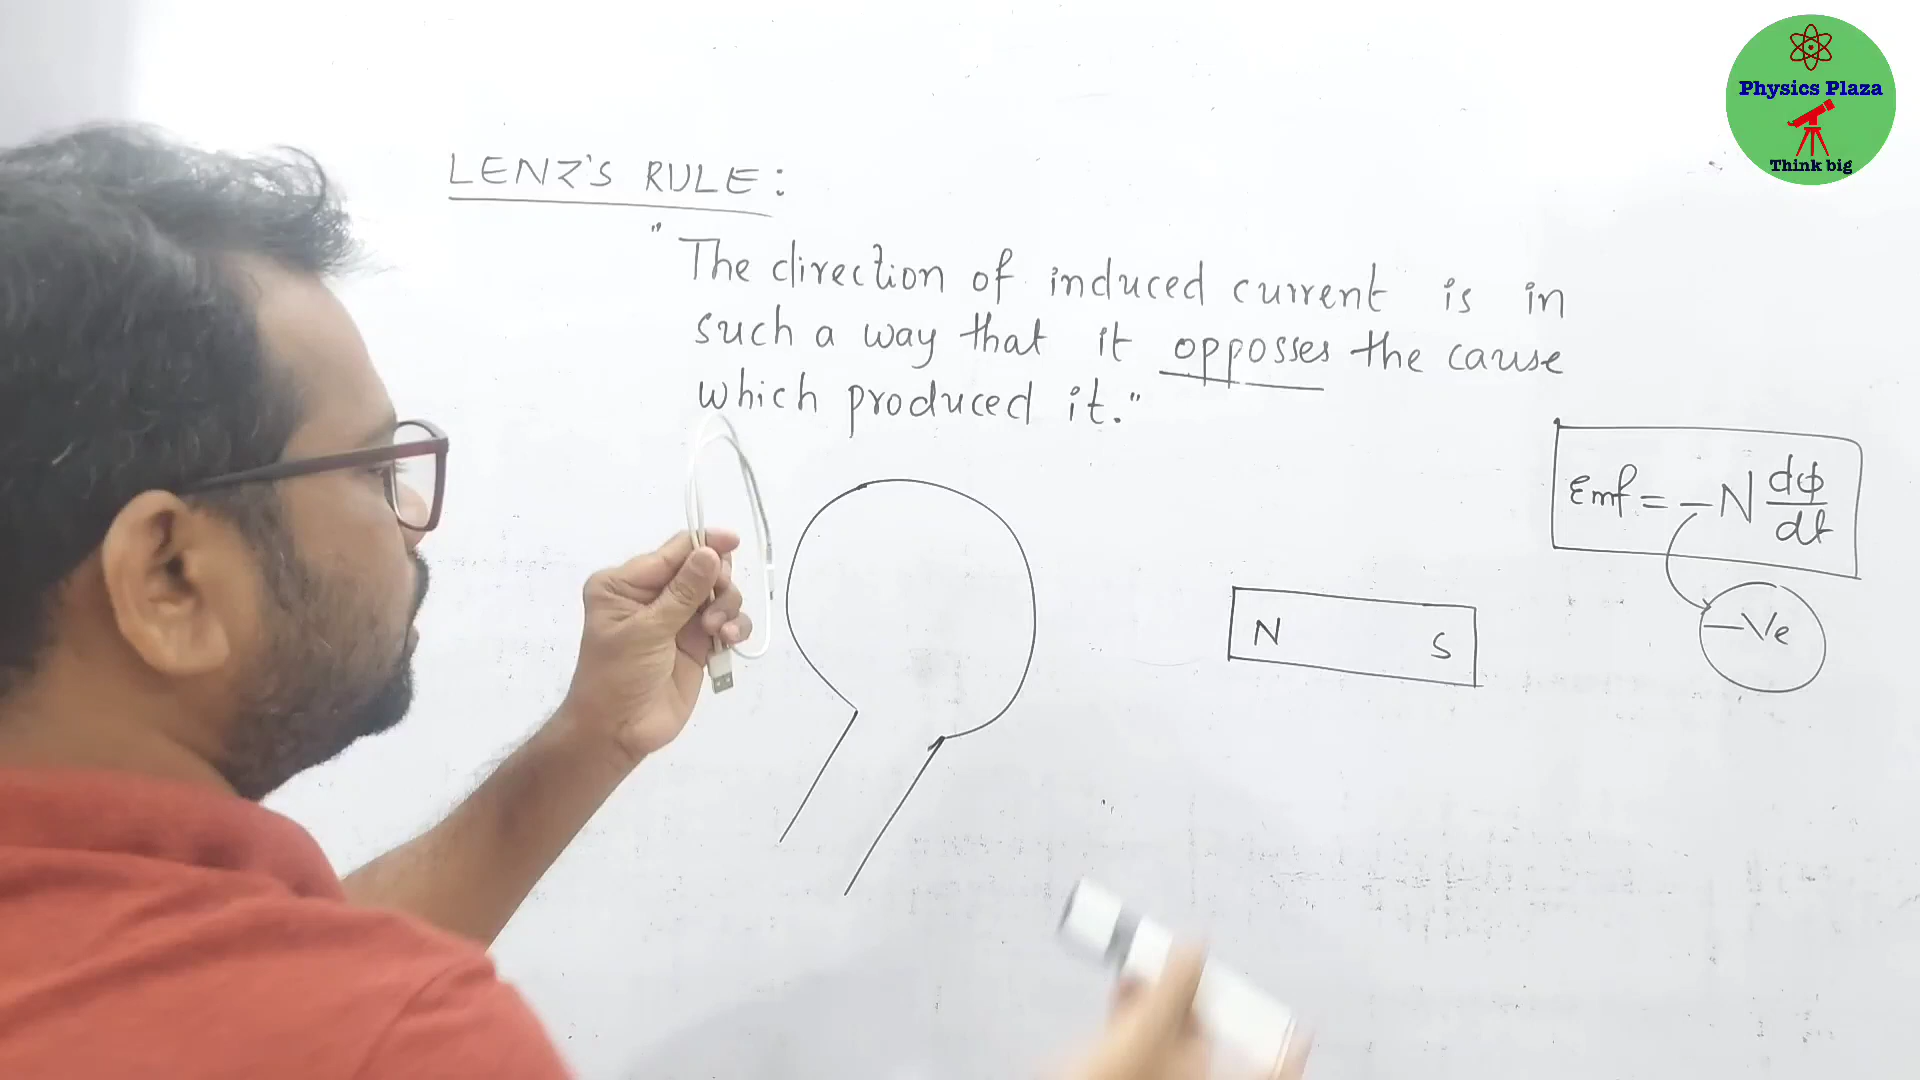 Physics Plaza
Think big
LENZ'S RULE:
"The direction of induced current is in
such a way that it opposses the cause
which produced it."
Emf = -N dφ/dt
-Ve
N S